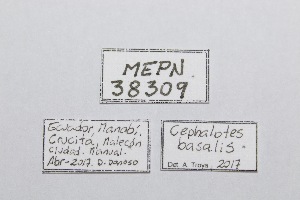 MEPN
38309
Ecuador, Manabí.
Crucita, Malecón
ciudad. Manual.
Abr-2017. D. Donoso
Cephalotes
basalis
Det. A. Troya, 2017